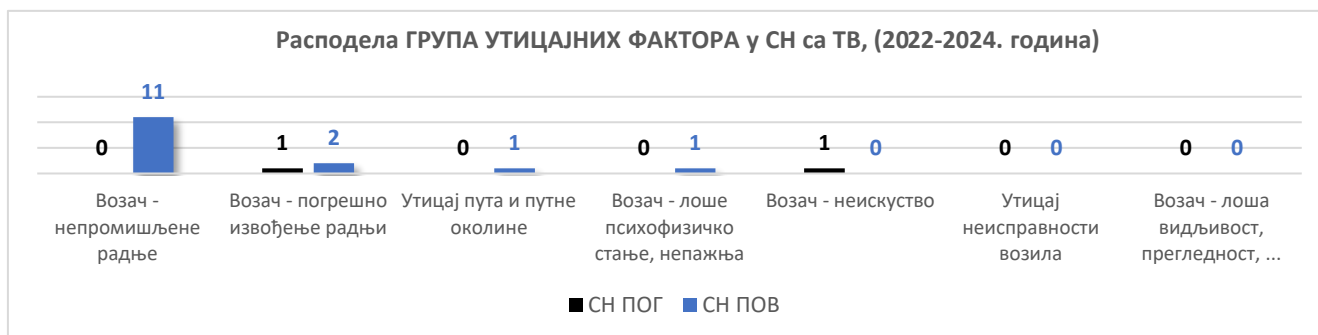 Расподела ГРУПА УТИЦАЈНИХ ФАКТОРА у СН са ТВ, (2022-2024. година)
0 11 1 2 0 1 0 1 1 0 0 0 0 0
Возач -
непромишљене
радње
Возач - погрешно
извођење радњи
Утицај пута и путне
околине
Возач - лоше
психофизичко
стање, непажња
Возач - неискуство
Утицај
неисправности
возила
Возач - лоша
видљивост,
прегледност, ...
СН ПОГ СН ПОВ